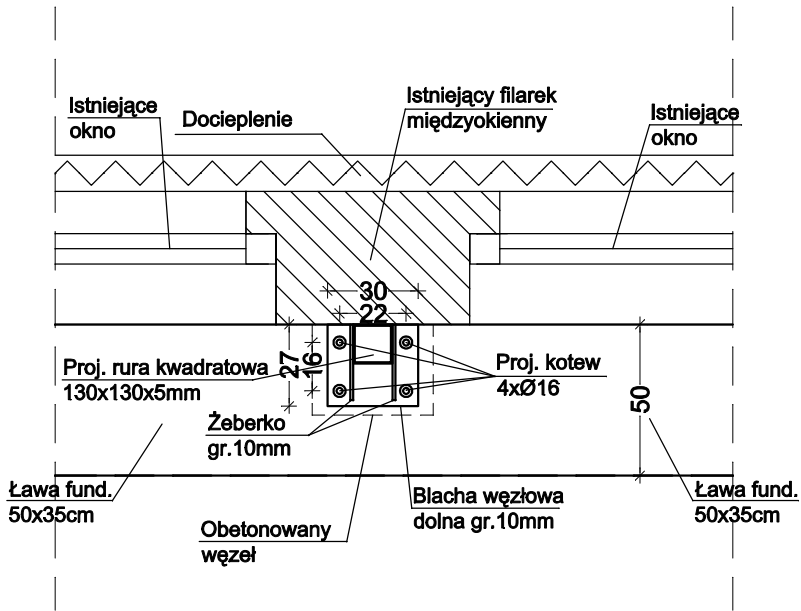 Istniejące
okno
Docieplenie
Istniejący filarek
międzyokienny
Istniejące
okno
30
22
27
16
50
Proj. rura kwadratowa
130x130x5mm
Proj. kotew
4xØ16
Żeberko
gr.10mm
Ława fund.
50x35cm
Obetonowany
węzeł
Blacha węzłowa
dolna gr.10mm
Ława fund.
50x35cm